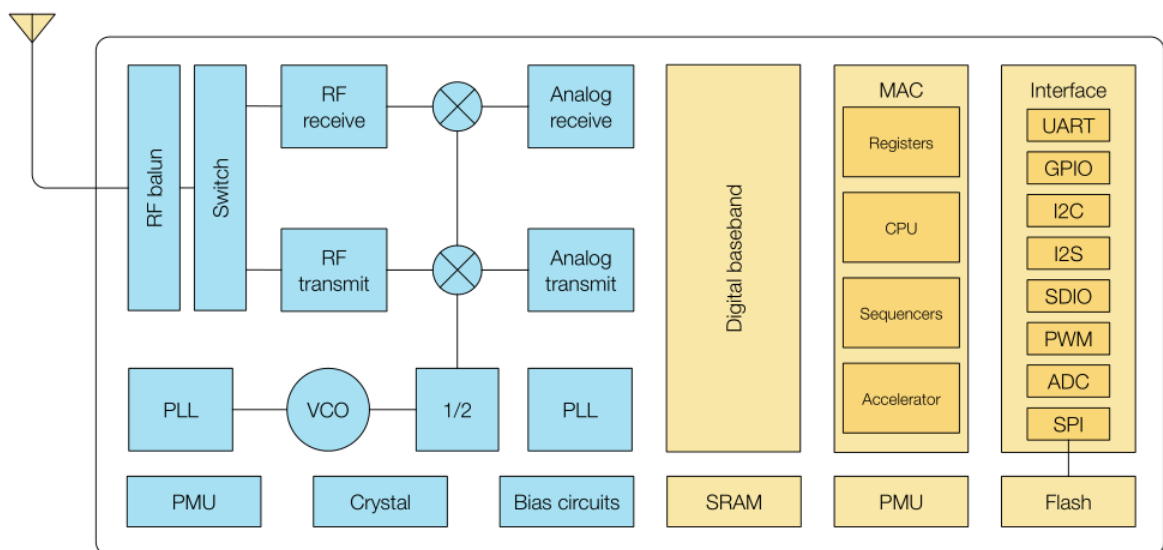 RF balun
Switch
RF
receive
Analog
receive
RF
transmit
Analog
transmit
PLL
VCO
1/2
PLL
PMU
Crystal
Bias circuits
Digital baseband
SRAM
MAC
Registers
CPU
Sequencers
Accelerator
PMU
Interface
UART
GPIO
I2C
I2S
SDIO
PWM
ADC
SPI
Flash